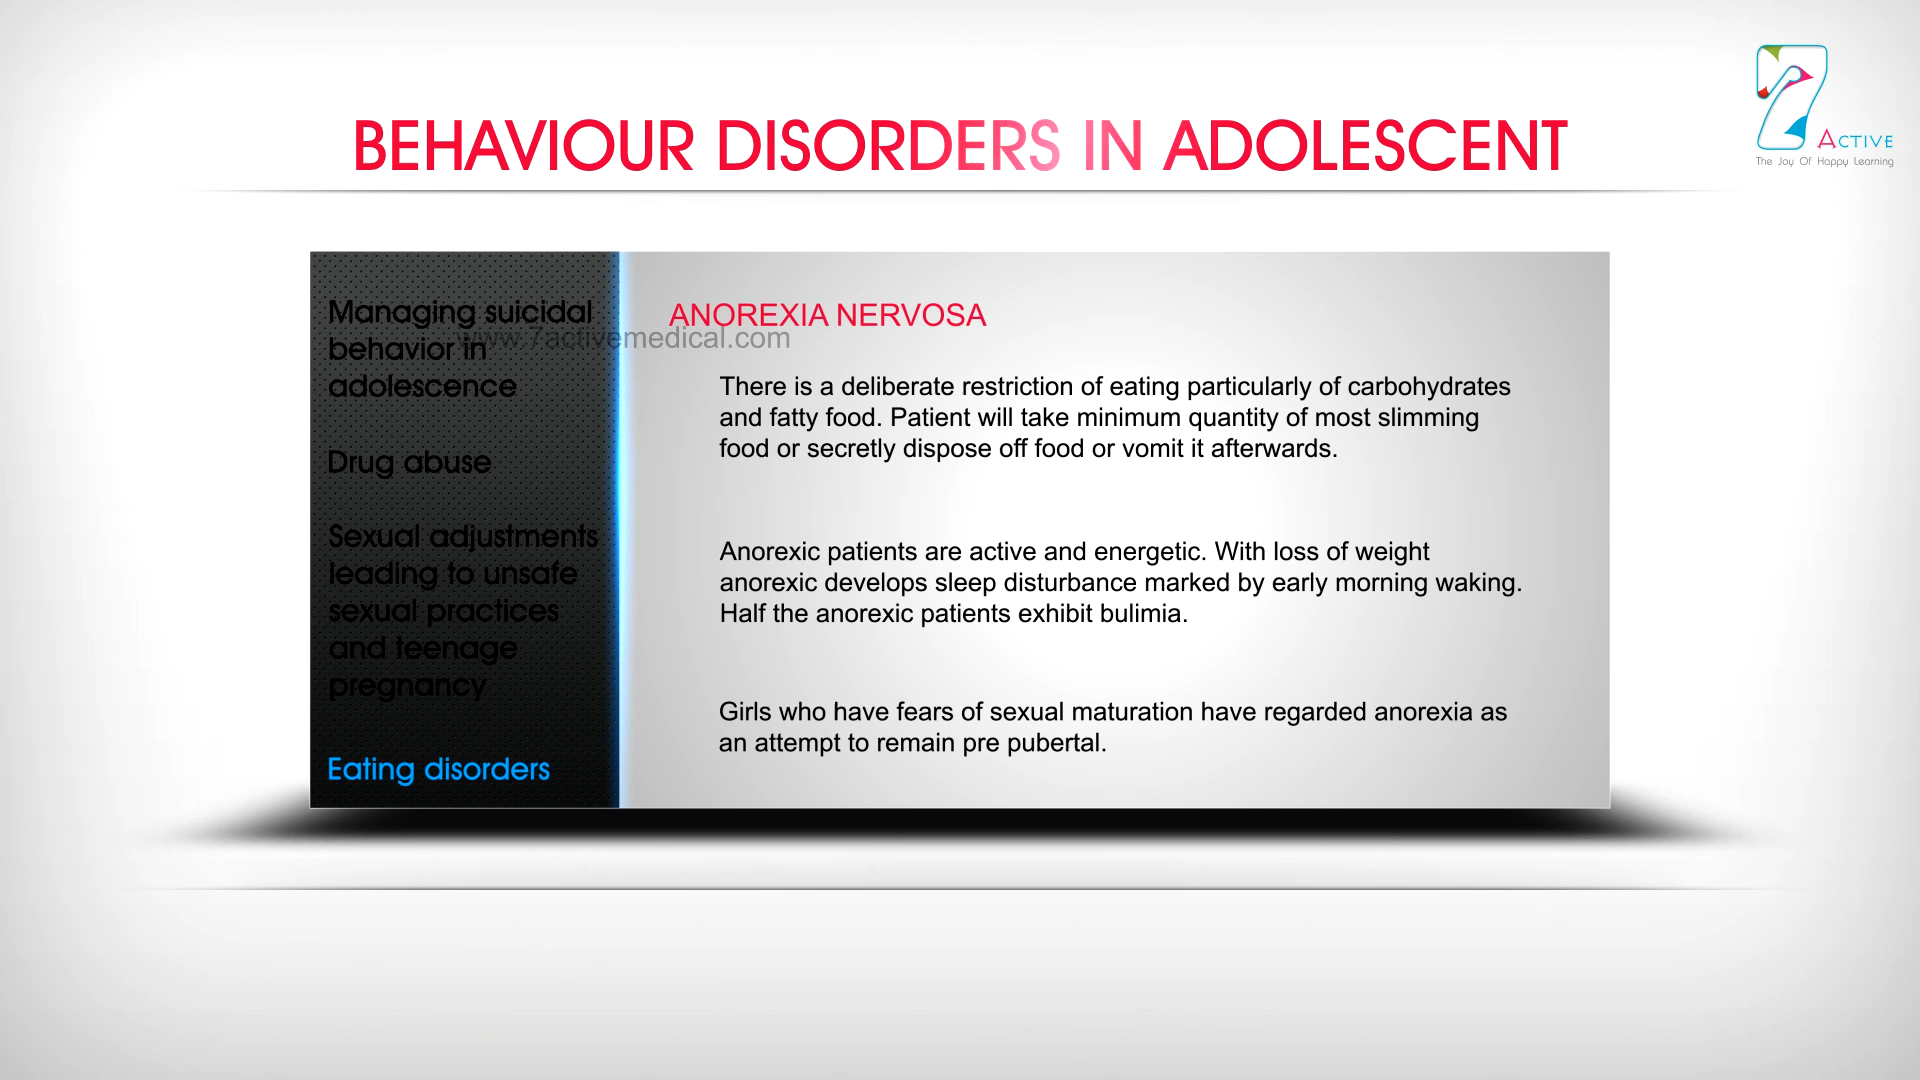 BEHAVIOUR DISORDERS IN ADOLESCENT
7 ACTIVE
The Joy Of Happy Learning
Managing suicidal
behavior in
adolescence
Drug abuse
Sexual adjustments
leading to unsafe
sexual practices
and teenage
pregnancy
Eating disorders
ANOREXIA NERVOSA
www.7activemedical.com
There is a deliberate restriction of eating particularly of carbohydrates
and fatty food. Patient will take minimum quantity of most slimming
food or secretly dispose off food or vomit it afterwards.
Anorexic patients are active and energetic. With loss of weight
anorexic develops sleep disturbance marked by early morning waking.
Half the anorexic patients exhibit bulimia.
Girls who have fears of sexual maturation have regarded anorexia as
an attempt to remain pre pubertal.